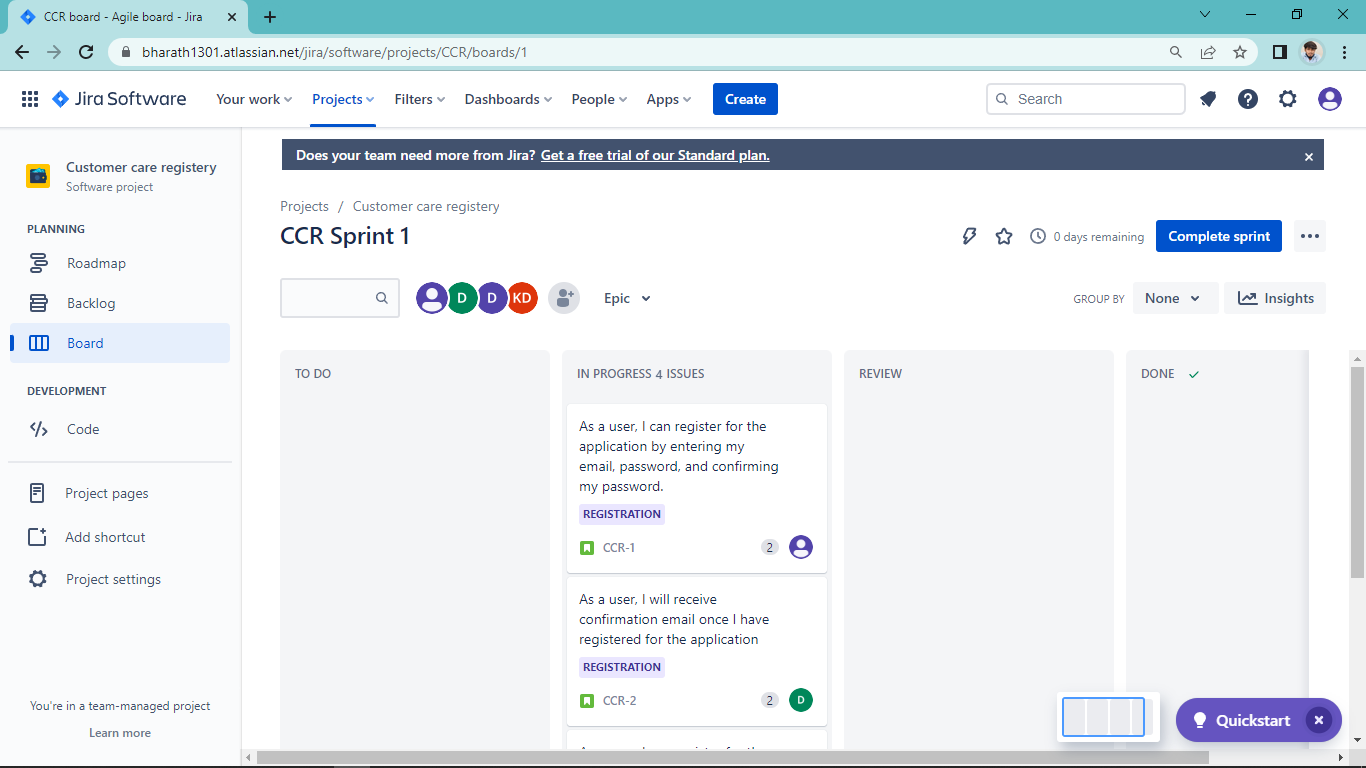 CCR board - Agile board - Jira
bharath1301.atlassian.net/jira/software/projects/CCR/boards/1
Jira Software
Your work
Projects
Filters
Dashboards
People
Apps
Create
Search
Customer care registery
Software project
PLANNING
Roadmap
Backlog
Board
DEVELOPMENT
Code
Project pages
Add shortcut
Project settings
You're in a team-managed project
Learn more
Does your team need more from Jira? Get a free trial of our Standard plan.
Projects / Customer care registery
CCR Sprint 1
0 days remaining
Complete sprint
D
D
KD
Epic
GROUP BY
None
Insights
TO DO
IN PROGRESS 4 ISSUES
As a user, I can register for the
application by entering my
email, password, and confirming
my password.
REGISTRATION
CCR-1
2
As a user, I will receive
confirmation email once I have
registered for the application
REGISTRATION
CCR-2
2
D
REVIEW
DONE
Quickstart